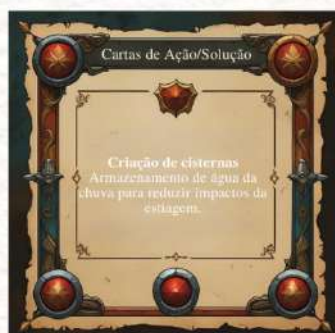 Cartas de Ação/Solução
Criação de cisternas
Armazenamento de água da
chuva para reduzir impactos da
estiagem.